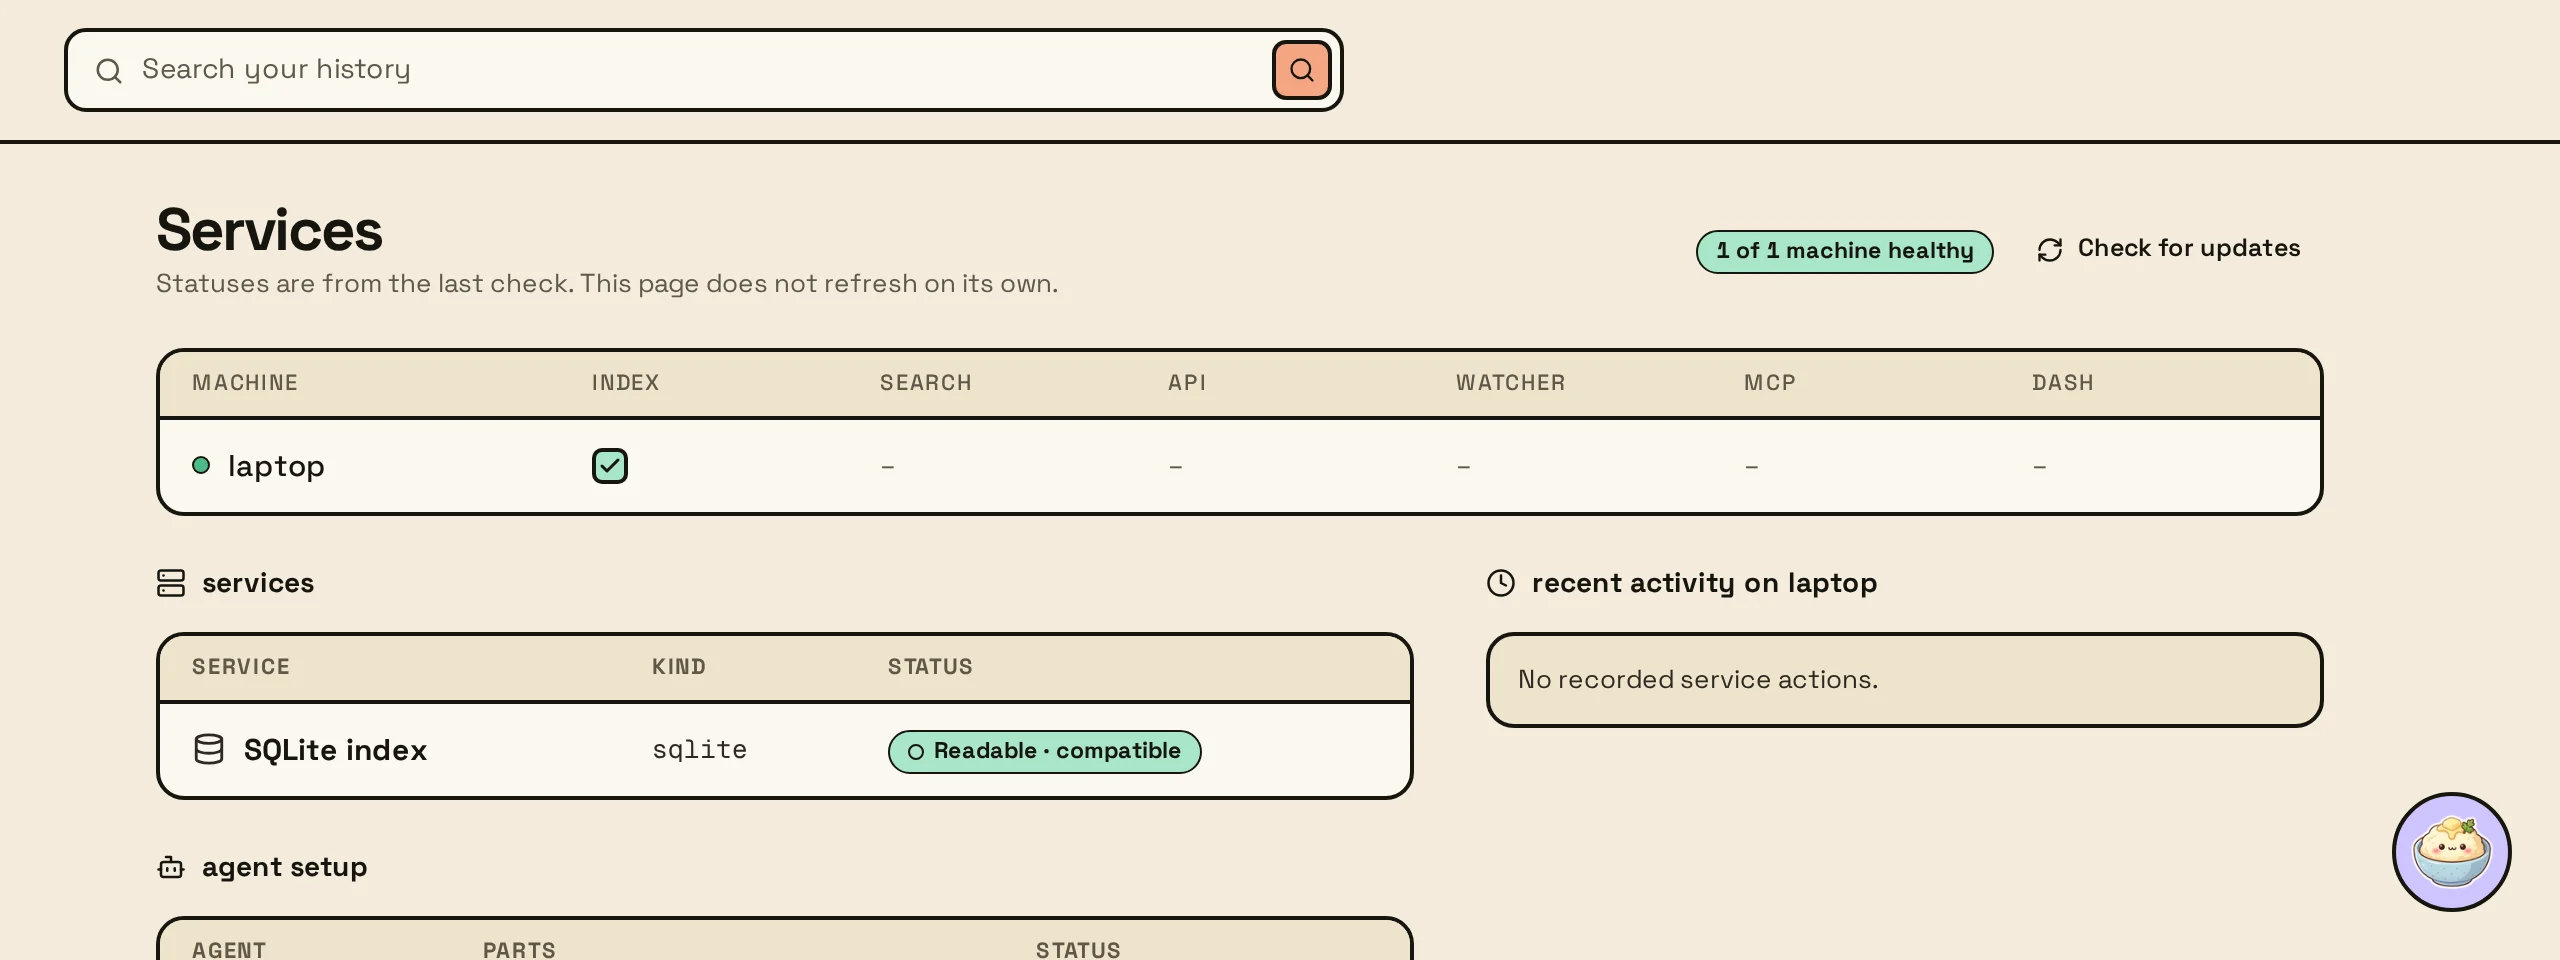 Search your history
Services
Statuses are from the last check. This page does not refresh on its own.
1 of 1 machine healthy
Check for updates
MACHINE INDEX SEARCH API WATCHER MCP DASH
laptop – – – – –
services
SERVICE KIND STATUS
SQLite index sqlite Readable · compatible
recent activity on laptop
No recorded service actions.
agent setup
AGENT PARTS STATUS